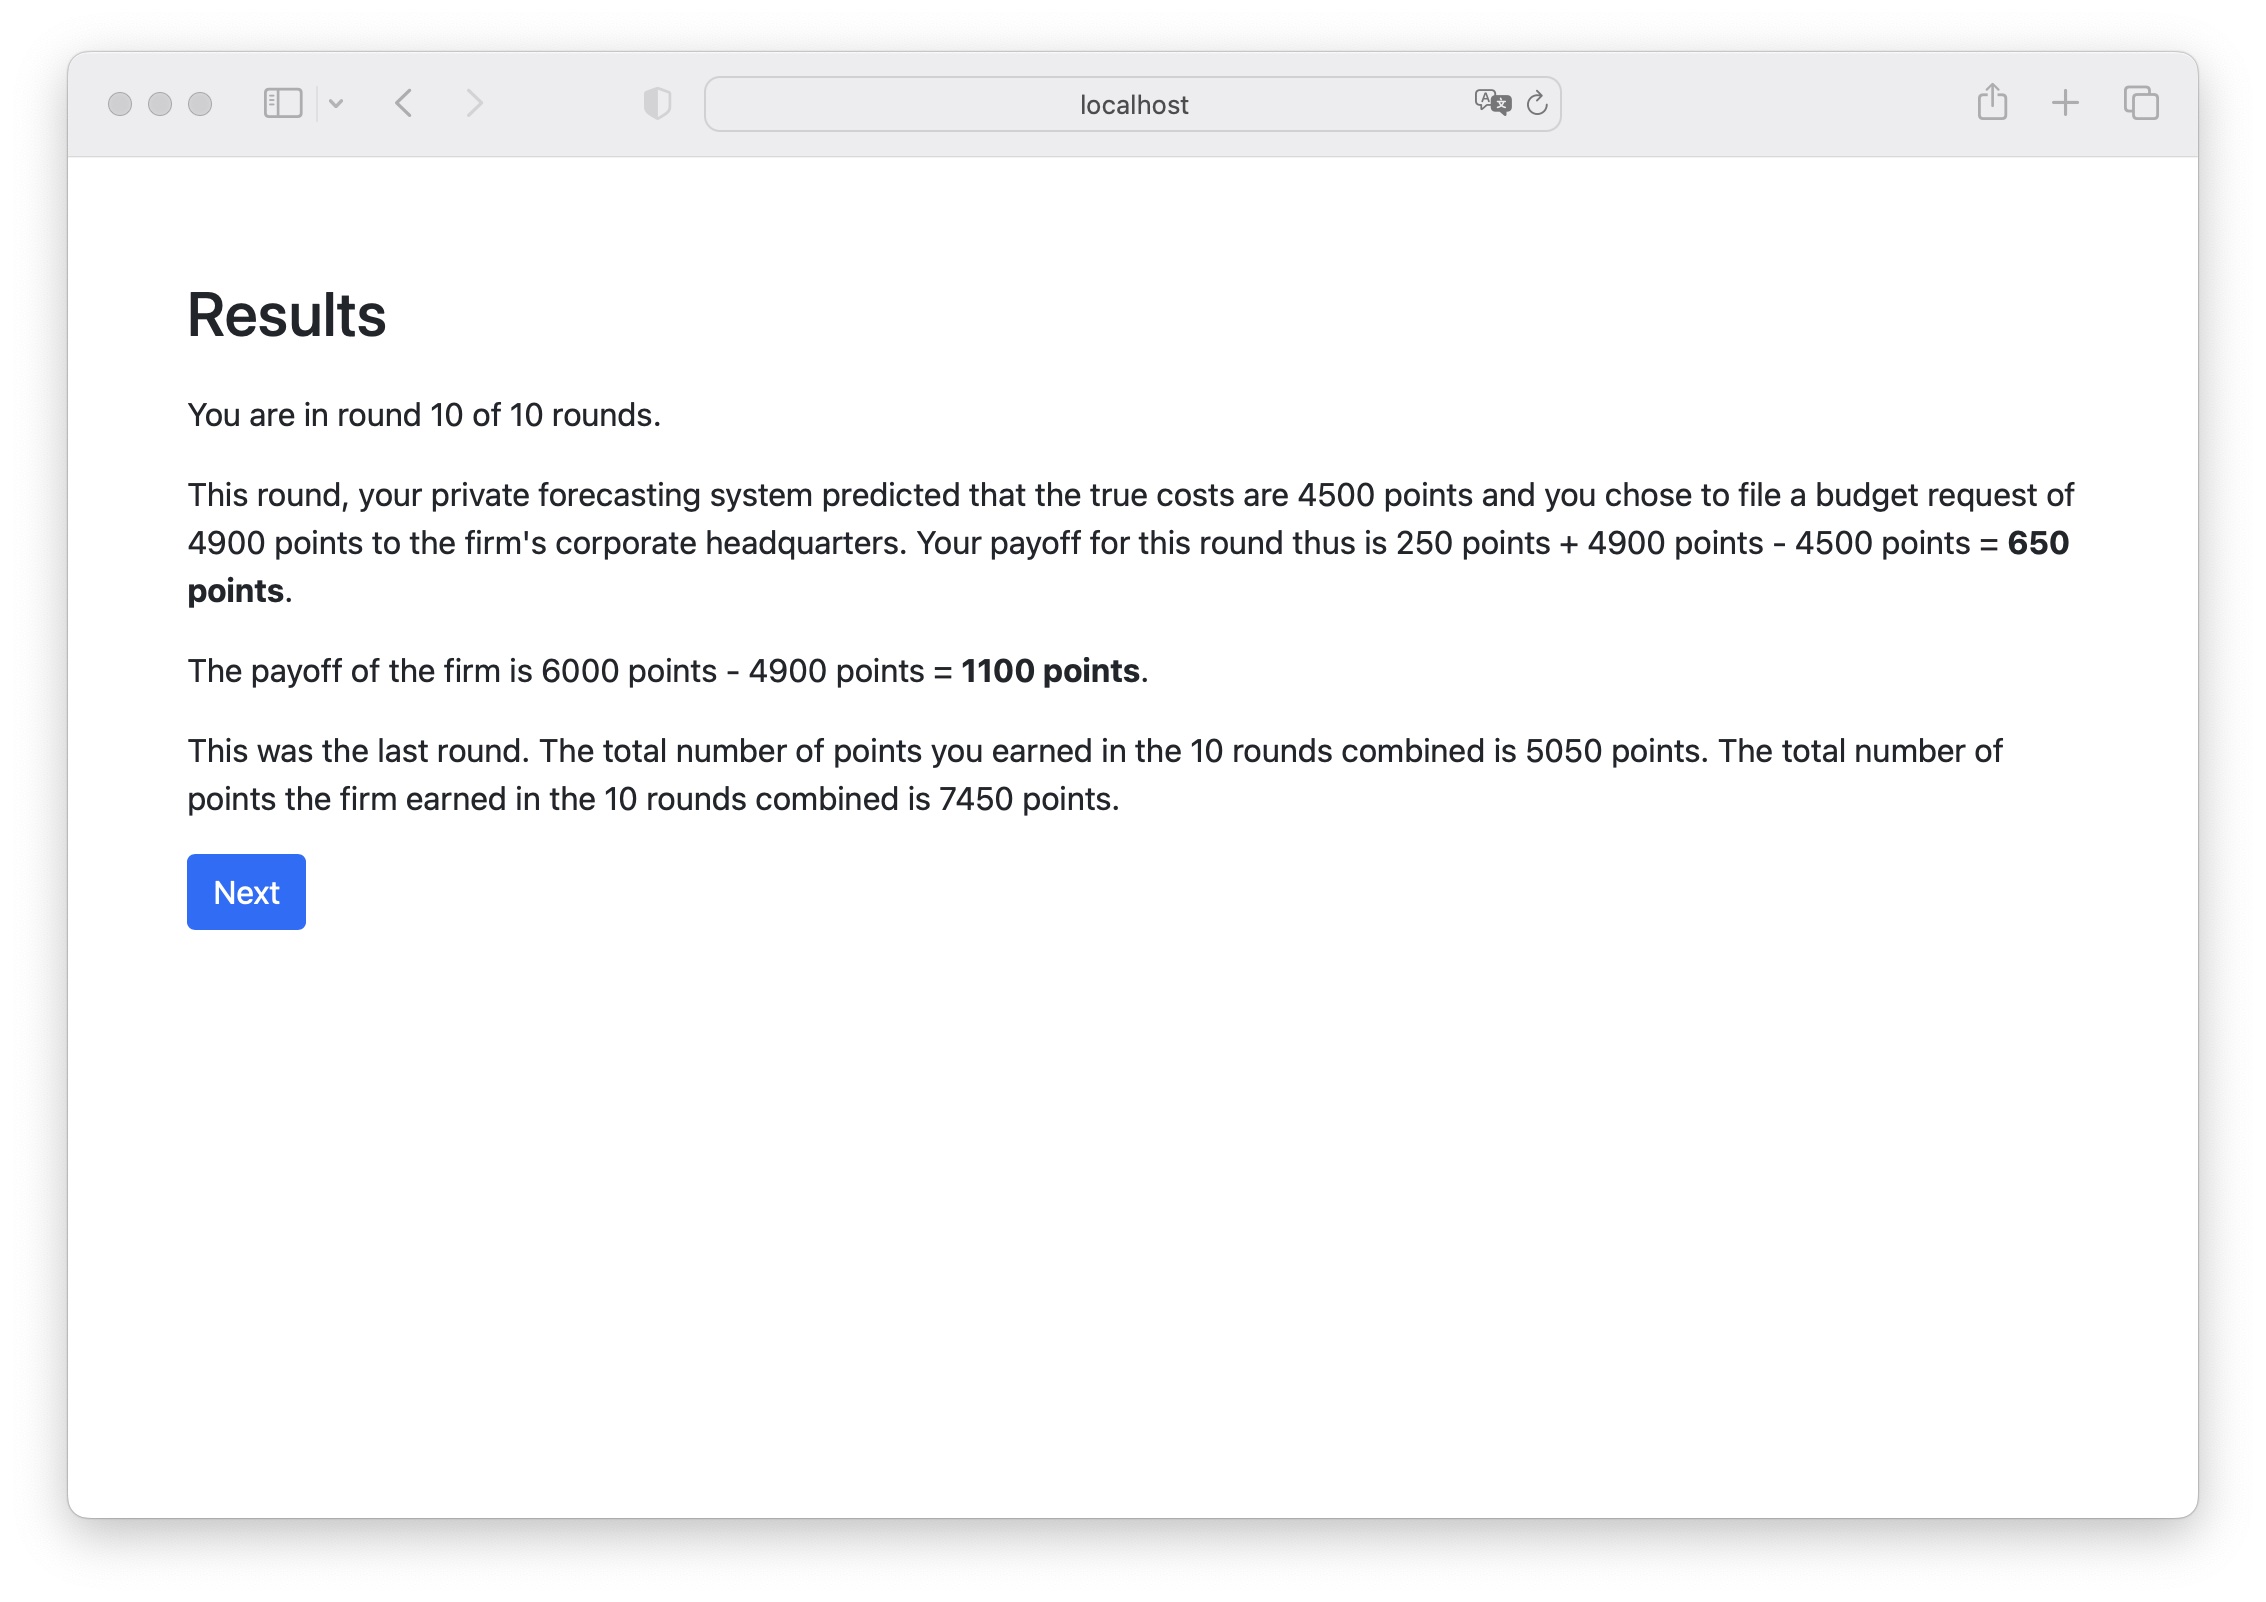 localhost
Results
You are in round 10 of 10 rounds.
This round, your private forecasting system predicted that the true costs are 4500 points and you chose to file a budget request of
4900 points to the firm's corporate headquarters. Your payoff for this round thus is 250 points + 4900 points - 4500 points = 650
points.
The payoff of the firm is 6000 points - 4900 points = 1100 points.
This was the last round. The total number of points you earned in the 10 rounds combined is 5050 points. The total number of
points the firm earned in the 10 rounds combined is 7450 points.
Next